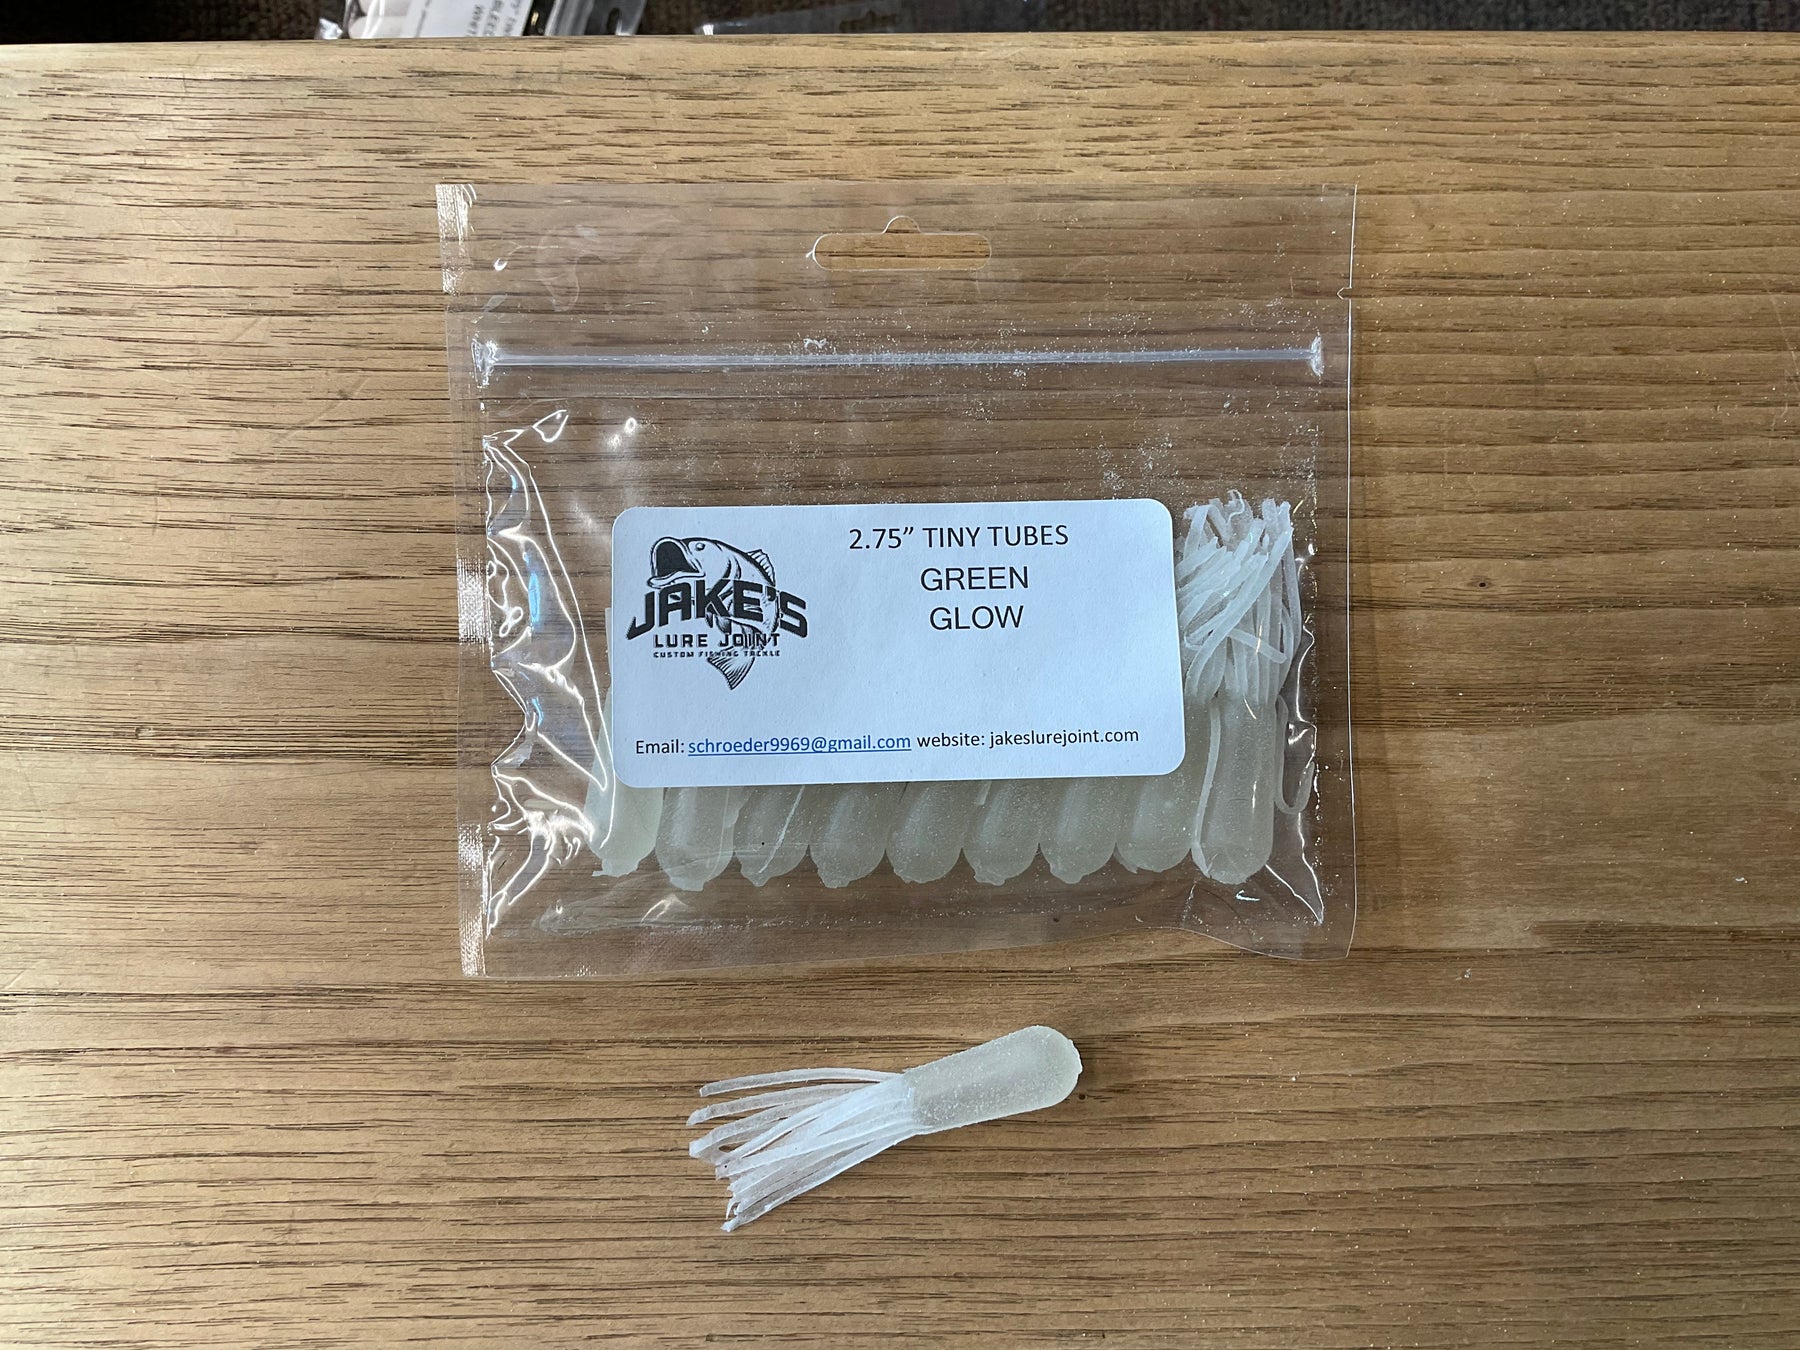 2.75” TINY TUBES
GREEN
GLOW
JAKE'S
LURE JOINT
CUSTOM FISHING TACKLE
Email: schroeder9969@gmail.com website: jakeslurejoint.com